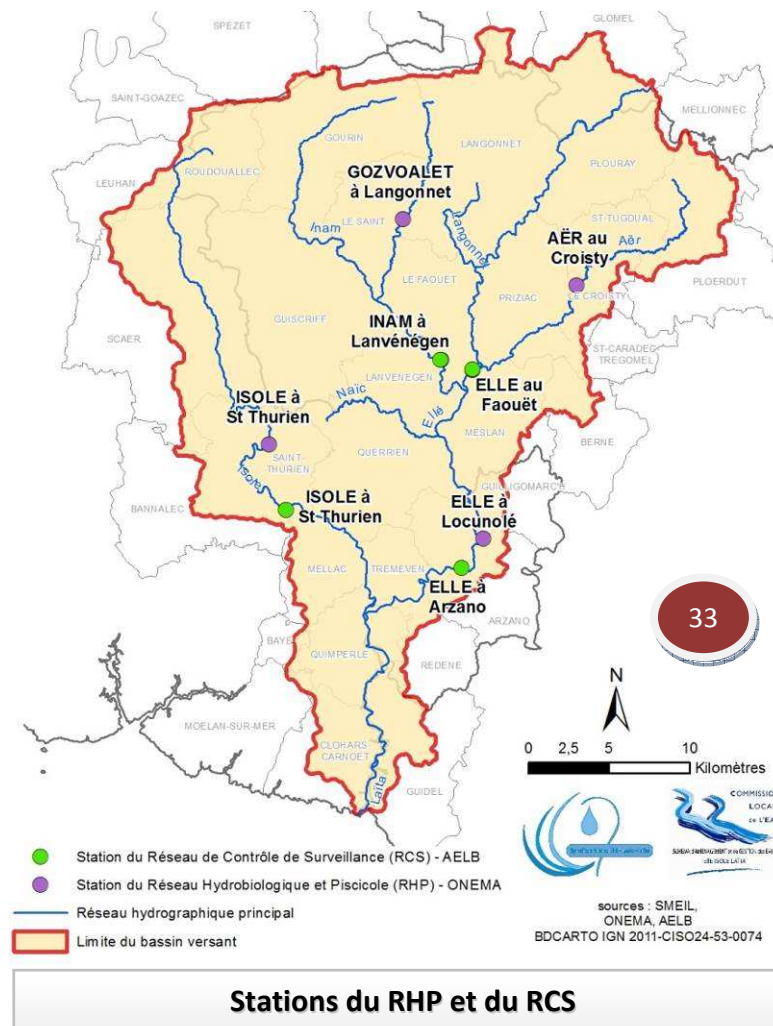 SPEZET
GLOMEL
SAINT-GOAZEC
MELLIONNEC
GOURIN
LANGONNET
PLOURAY
LEUHAN
ROUDOUALLEC
GOZVOALET
à Langonnet
LE SAINT
Inam
Langonnet
ST-TUGDUAL
AËR au
Croisty
Aër
PLOERDUT
LE FAOUET
PRIZIAC
LE CROISTY
SCAER
GUISCRIFF
INAM à
Lanvénégen
LANVENEGEN
ST-CARADEC
TREGOMEL
ELLE au
Faouët
ISOLE à
St Thurien
Naïc
Ellé
MESLAN
BERNE
SAINT-
THURIEN
QUERRIEN
Isole
GUILLIGOMARC'H
BANNALEC
ISOLE à
St Thurien
ELLE à
Locunolé
MELLAC
TREMEVEN
ELLE à
Arzano
ARZANO
33
BAYE
REDENE
QUIMPERLE
N
MOELAN-SUR-MER
CLOHARS-
CARNOET
Laïta
GUIDEL
0 2,5 5 10
Kilomètres
COMMISSION
LOCALE
de L'EAU
Station du Réseau de Contrôle de Surveillance (RCS) - AELB
Station du Réseau Hydrobiologique et Piscicole (RHP) - ONEMA
Réseau hydrographique principal
Limite du bassin versant
sources : SMEIL,
ONEMA, AELB
BDCARTO IGN 2011-CISO24-53-0074
Stations du RHP et du RCS